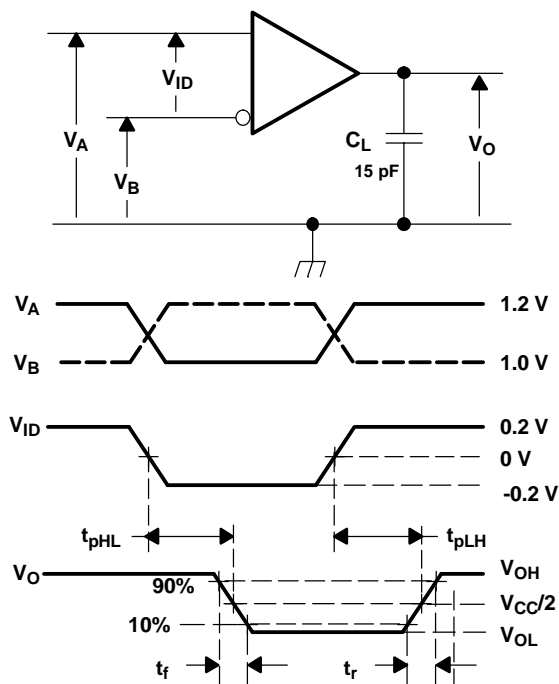 V_ID
V_A
V_B
C_L
15 pF
V_O
V_A
1.2 V
V_B
1.0 V
V_ID
0.2 V
0 V
-0.2 V
t_pHL
t_pLH
V_O
90%
V_OH
V_CC/2
10%
V_OL
t_f
t_r